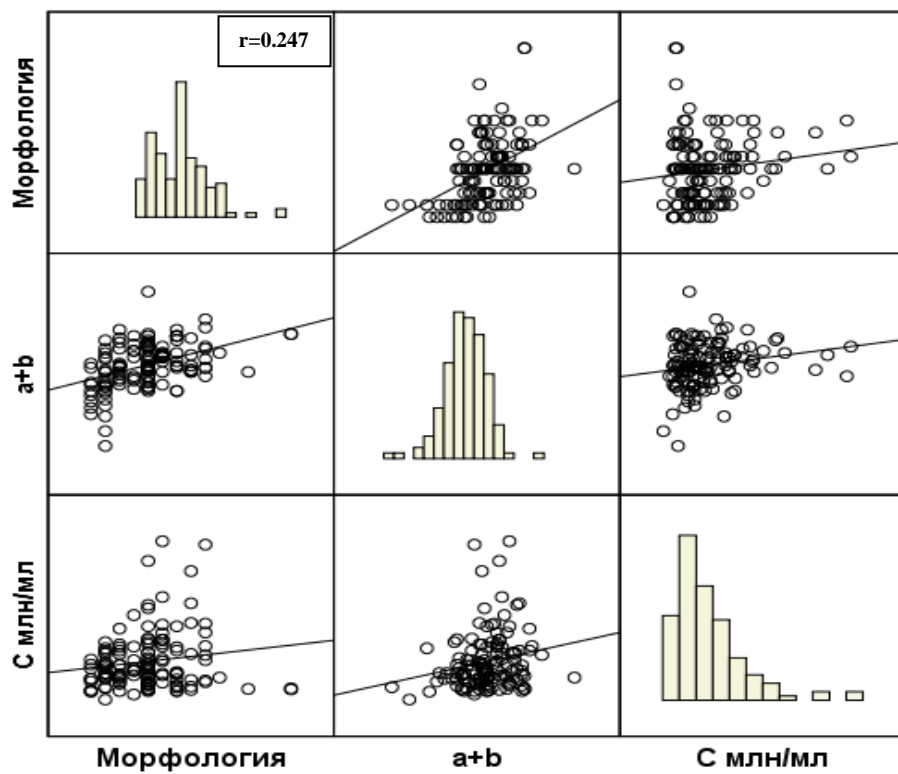 r=0.247
Морфология
a+b
С млн/мл
Морфология
a+b
С млн/мл